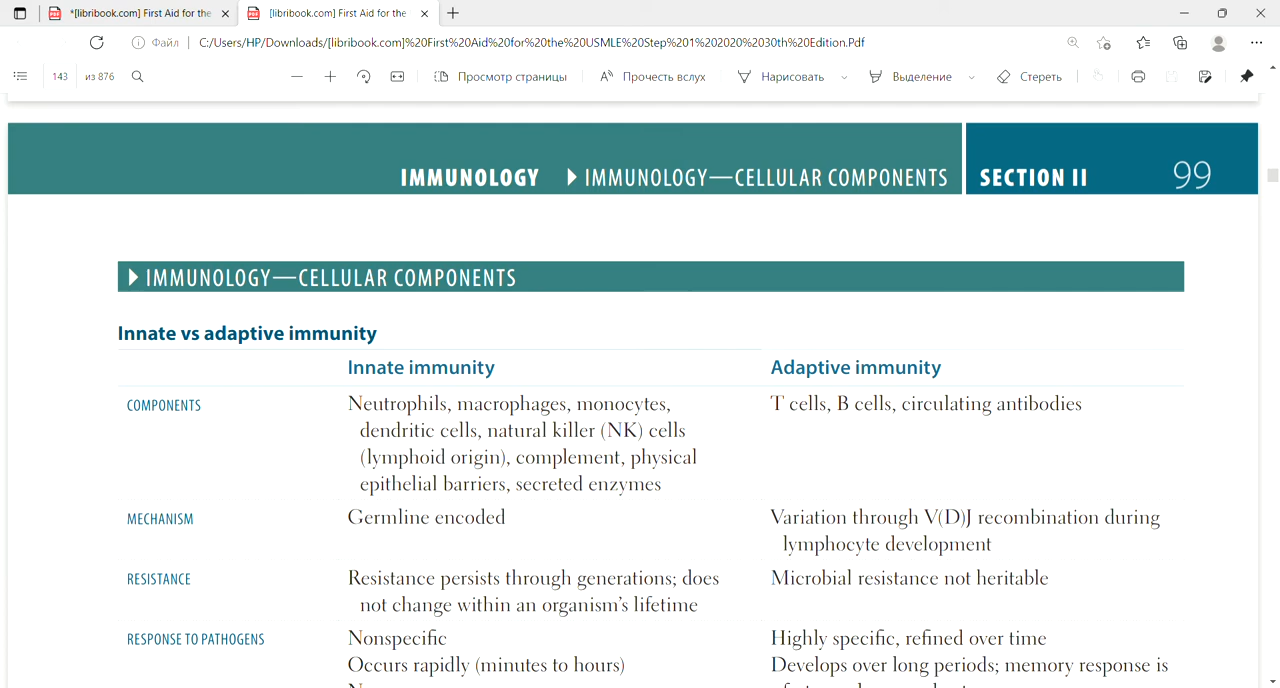 *[libribook.com] First Aid for the
[libribook.com] First Aid for the
Файл
C:/Users/HP/Downloads/[libribook.com]%20First%20Aid%20for%20the%20USMLE%20Step%201%202020%2030th%20Edition.Pdf
143 из 876
Просмотр страницы
Прочесть вслух
Нарисовать
Выделение
Стереть
IMMUNOLOGY IMMUNOLOGY—CELLULAR COMPONENTS SECTION II 99
IMMUNOLOGY—CELLULAR COMPONENTS
Innate vs adaptive immunity
Innate immunity Adaptive immunity
COMPONENTS Neutrophils, macrophages, monocytes, T cells, B cells, circulating antibodies
dendritic cells, natural killer (NK) cells
(lymphoid origin), complement, physical
epithelial barriers, secreted enzymes
MECHANISM Germline encoded Variation through V(D)J recombination during
lymphocyte development
RESISTANCE Resistance persists through generations; does Microbial resistance not heritable
not change within an organism’s lifetime
RESPONSE TO PATHOGENS Nonspecific Highly specific, refined over time
Occurs rapidly (minutes to hours) Develops over long periods; memory response is